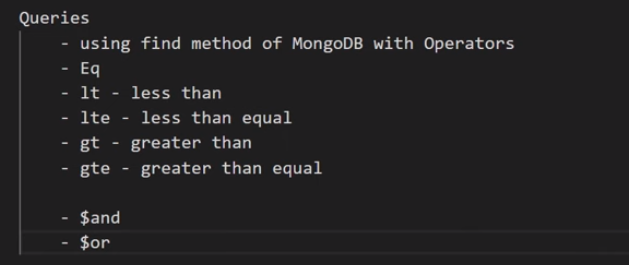 Queries
- using find method of MongoDB with Operators
- Eq
- lt - less than
- lte - less than equal
- gt - greater than
- gte - greater than equal
- $and
- $or